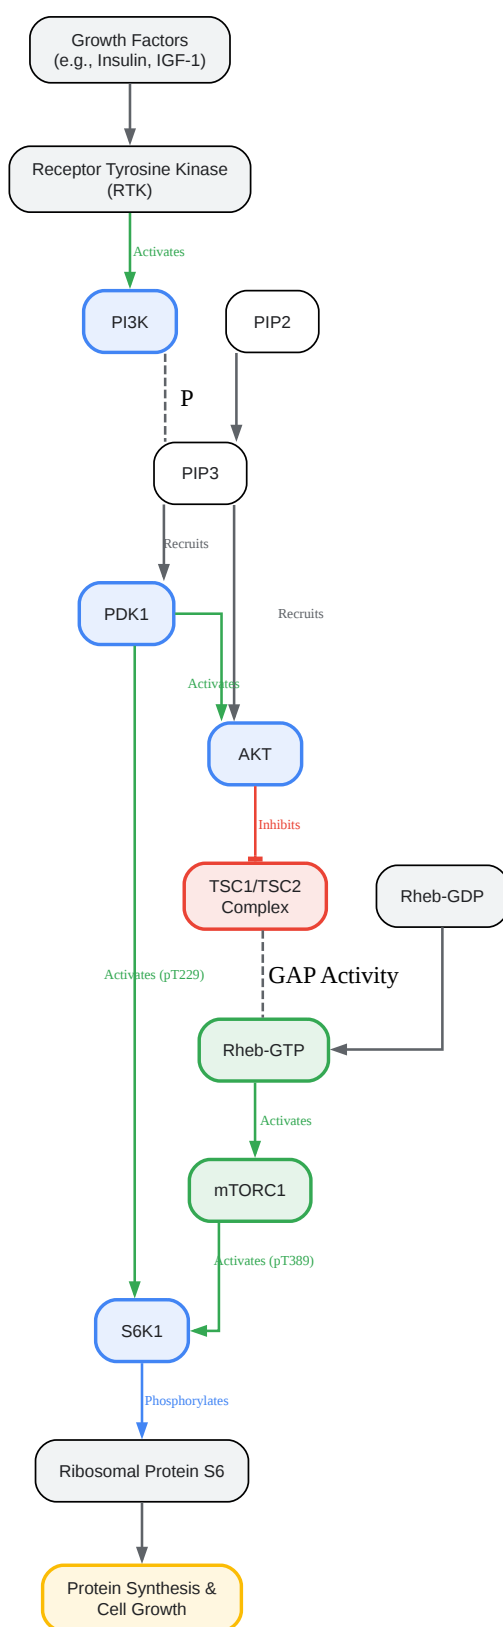 Growth Factors
(e.g., Insulin, IGF-1)
Receptor Tyrosine Kinase
(RTK)
Activates
PI3K
PIP2
P
PIP3
Recruits
PDK1
Recruits
Activates
AKT
Inhibits
TSC1/TSC2
Complex
Rheb-GDP
Activates (pT229)
GAP Activity
Rheb-GTP
Activates
mTORC1
Activates (pT389)
S6K1
Phosphorylates
Ribosomal Protein S6
Protein Synthesis &
Cell Growth